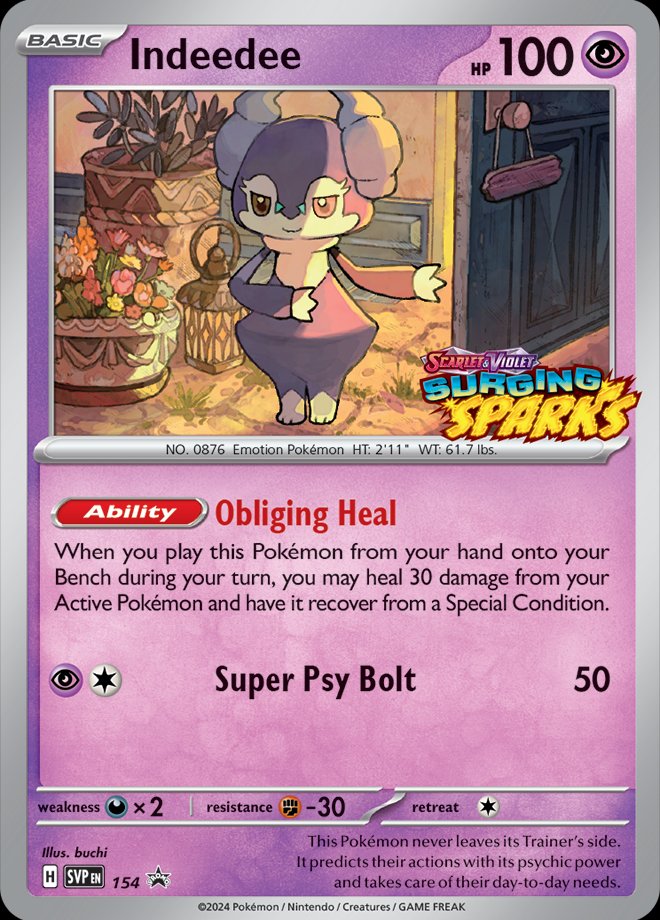 BASIC
Indeedee
HP 100
SCARLET & VIOLET
SURGING
SPARKS
NO. 0876 Emotion Pokémon HT: 2'11" WT: 61.7 lbs.
Ability Obliging Heal
When you play this Pokémon from your hand onto your
Bench during your turn, you may heal 30 damage from your
Active Pokémon and have it recover from a Special Condition.
Super Psy Bolt 50
weakness ×2 resistance -30 retreat
Illus. buchi
This Pokémon never leaves its Trainer's side.
It predicts their actions with its psychic power
and takes care of their day-to-day needs.
H SVP EN 154 PROMO
©2024 Pokémon / Nintendo / Creatures / GAME FREAK